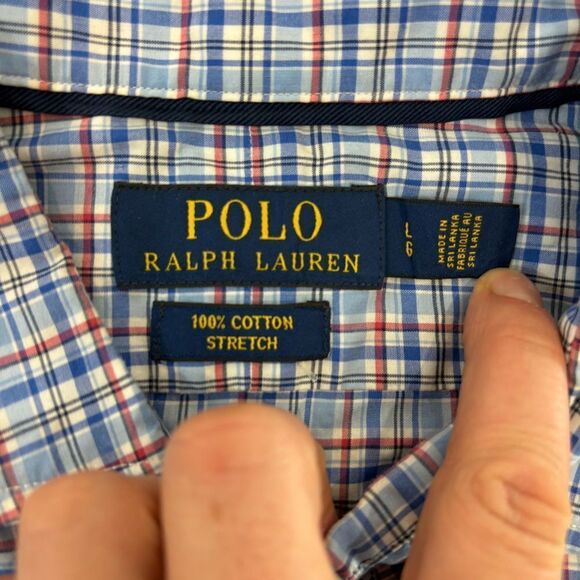 POLO
RALPH LAUREN
L
G
MADE IN
SRI LANKA
FABRIQUÉ AU
SRI LANKA
100% COTTON
STRETCH